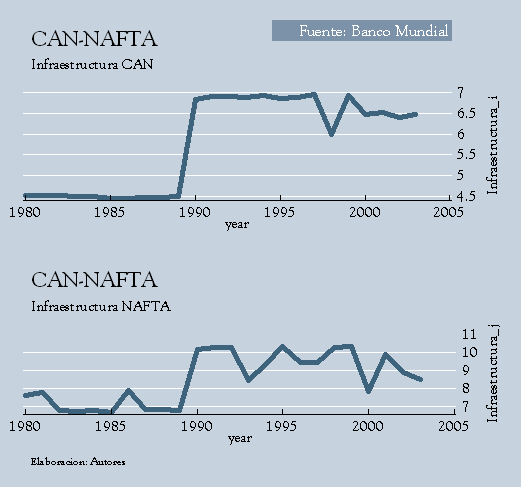 Fuente: Banco Mundial
CAN-NAFTA
Infraestructura CAN
7
6.5
6
5.5
5
4.5
Infraestructura_i
1980 1985 1990 1995 2000 2005
year
CAN-NAFTA
Infraestructura NAFTA
11
10
9
8
7
Infraestructura_j
1980 1985 1990 1995 2000 2005
year
Elaboracion: Autores